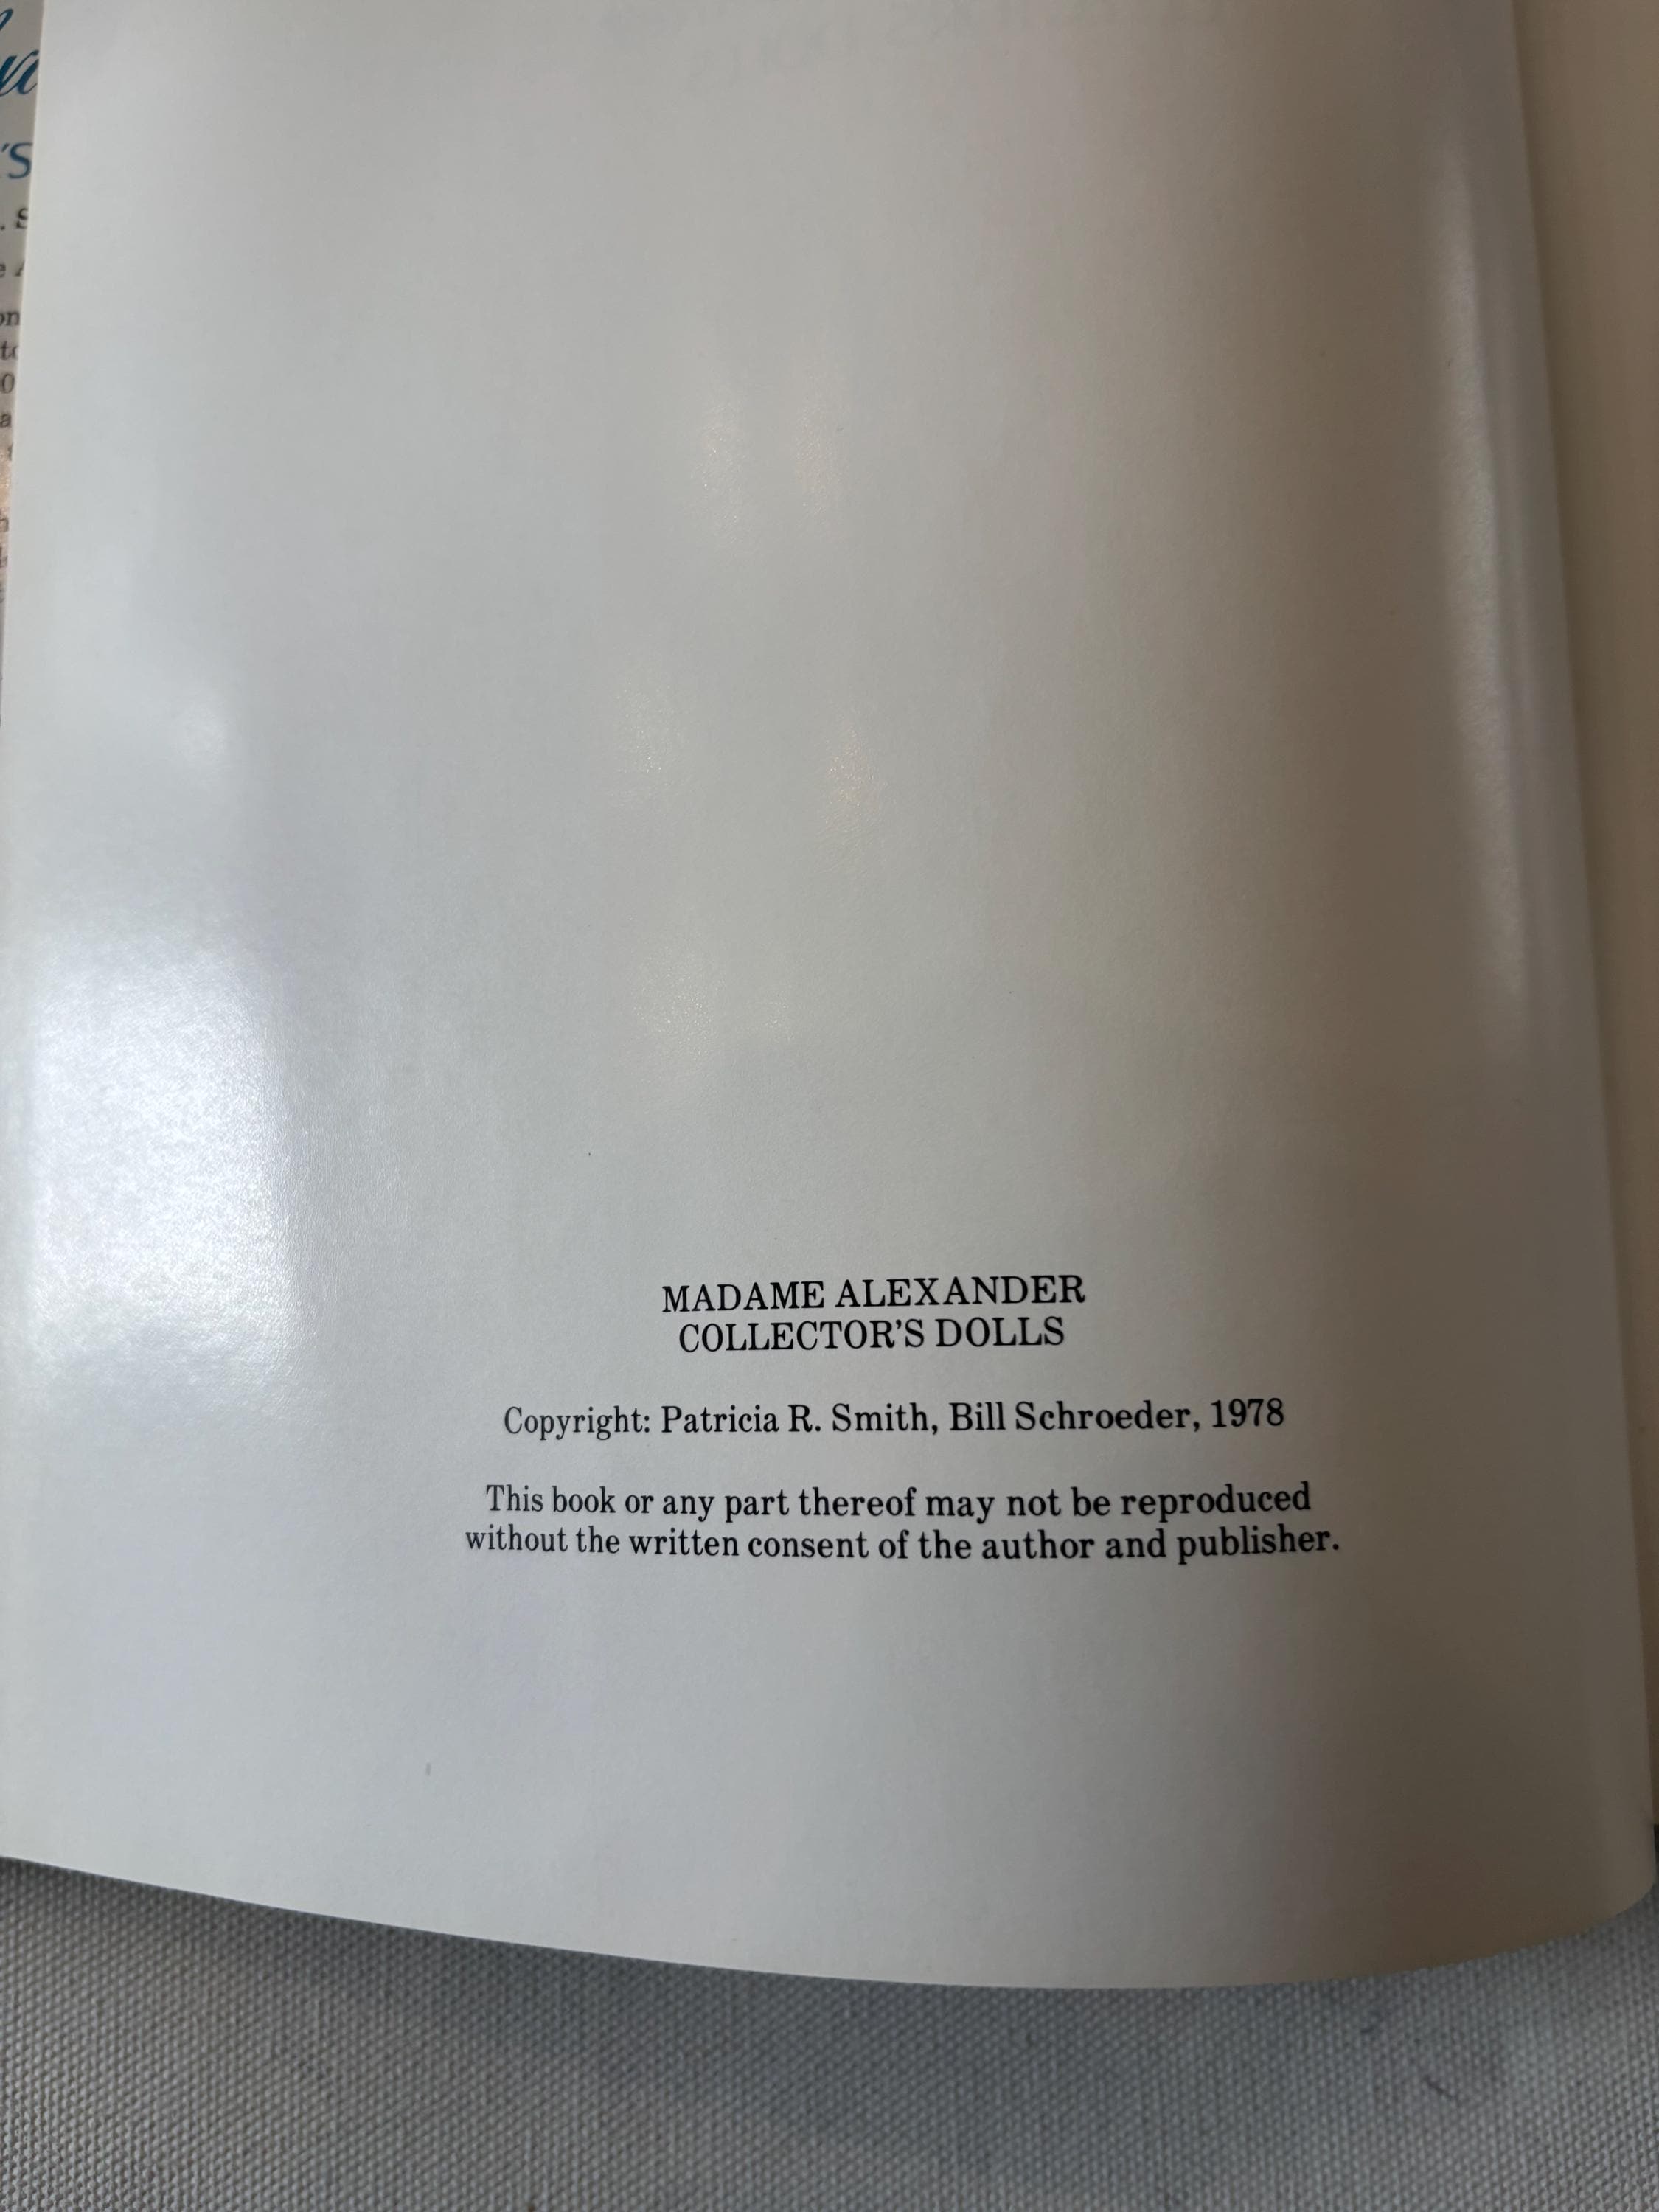 MADAME ALEXANDER
COLLECTOR'S DOLLS
Copyright: Patricia R. Smith, Bill Schroeder, 1978
This book or any part thereof may not be reproduced
without the written consent of the author and publisher.